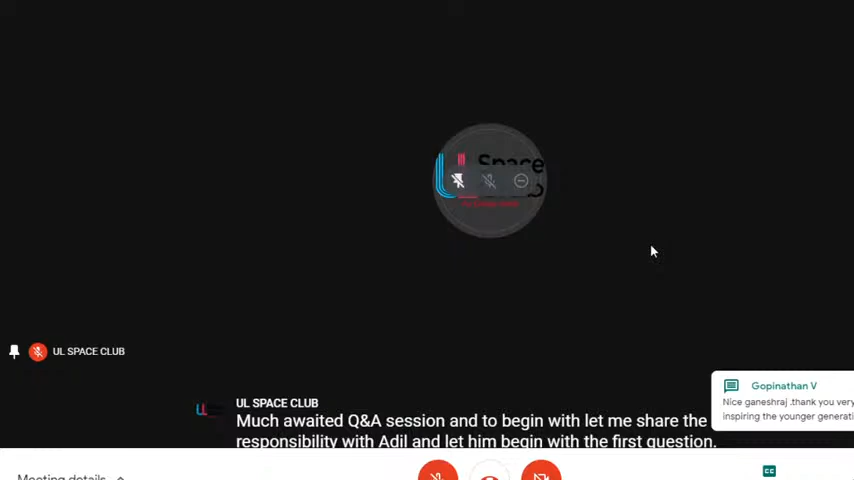 Space
UL SPACE CLUB
Gopinathan V
Nice ganeshraj .thank you very
inspiring the younger generati
UL SPACE CLUB
Much awaited Q&A session and to begin with let me share the
responsibility with Adil and let him begin with the first question.
Meeting details
CC